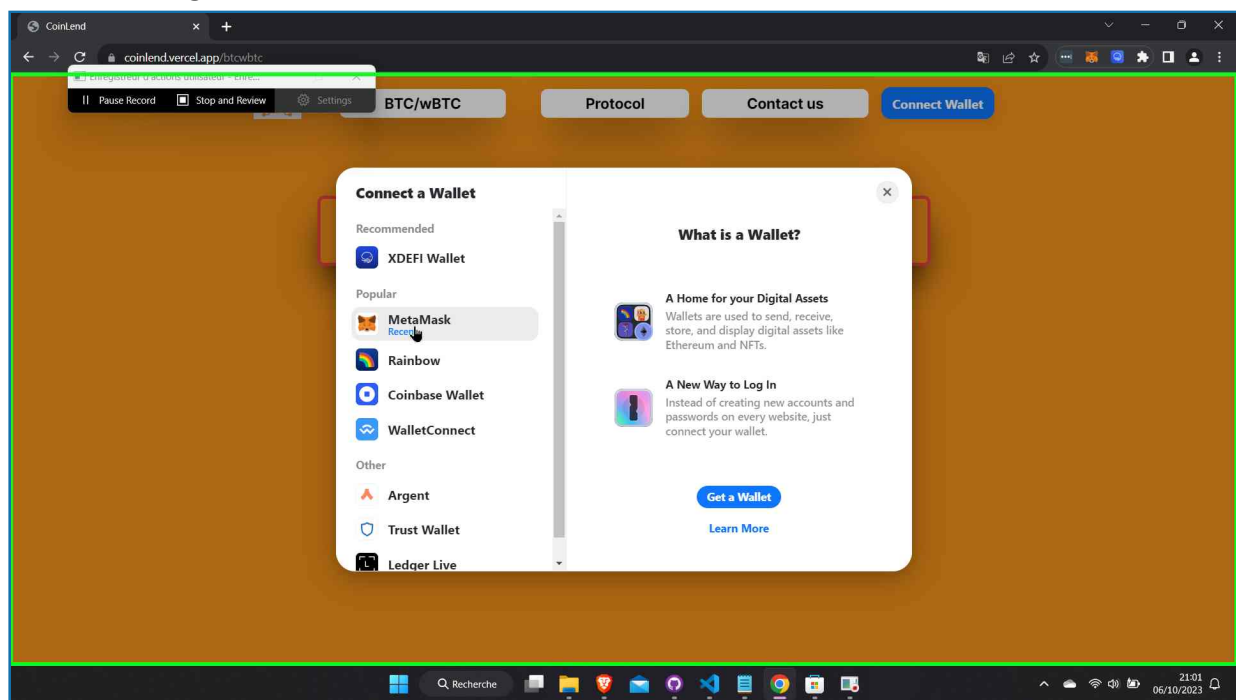 CoinLend
coinlend.vercel.app/btcwbtc
Enregistreur d'actions utilisateur - Enre...
Pause Record
Stop and Review
Settings
BTC/wBTC
Protocol
Contact us
Connect Wallet
Connect a Wallet
Recommended
XDEFI Wallet
Popular
MetaMask
Rainbow
Coinbase Wallet
WalletConnect
Other
Argent
Trust Wallet
Ledger Live
What is a Wallet?
A Home for your Digital Assets
Wallets are used to send, receive,
store, and display digital assets like
Ethereum and NFTs.
A New Way to Log In
Instead of creating new accounts and
passwords on every website, just
connect your wallet.
Get a Wallet
Learn More
Recherche
21:01
06/10/2023